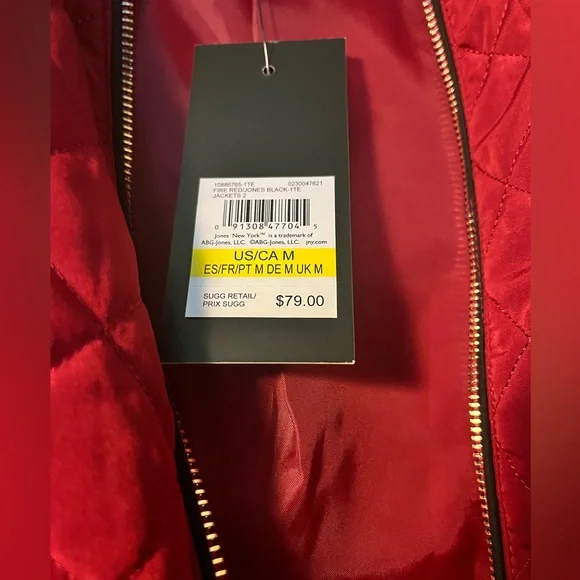 10886765-1TE 0230047621
FIRE RED/JONES BLACK-1TE
JACKETS 2
0 91308 47704 5
Jones New York™ is a trademark of
ABG-Jones, LLC. ©ABG-Jones, LLC. jny.com
US/CA M
ES/FR/PT M DE M UK M
SUGG RETAIL/
PRIX SUGG $79.00